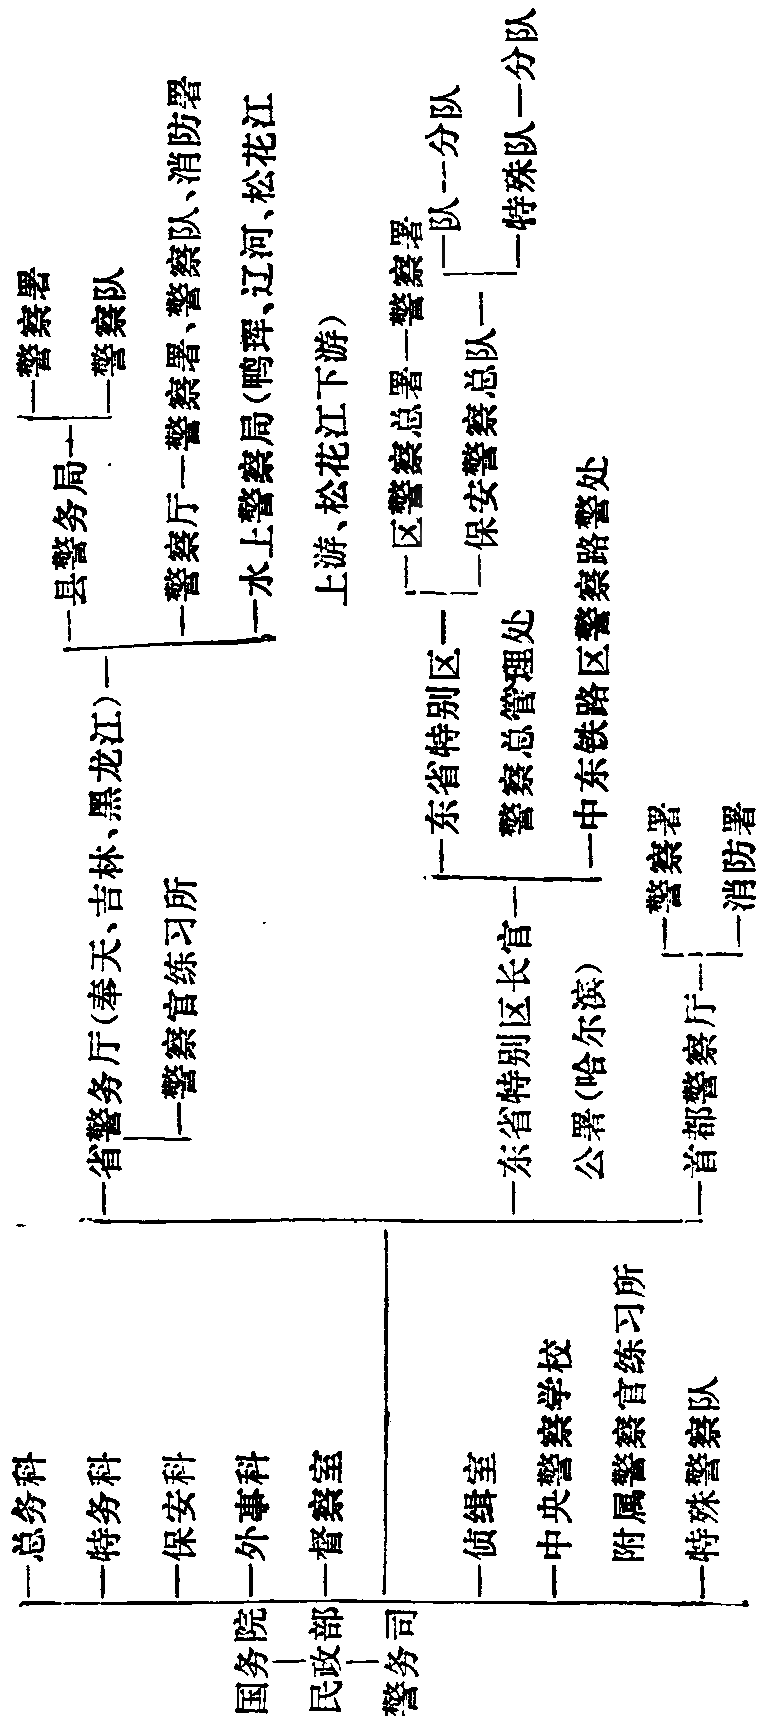 国务院
民政部
警务司
总务科
特务科
保安科
外事科
督察室
侦缉室
中央警察学校
附属警察官练习所
特殊警察队
省警务厅(奉天、吉林、黑龙江)
警察官练习所
县警务局
警察署
警察队
警察厅—警察署、警察队、消防署
水上警察局(鸭珲、辽河、松花江
上游、松花江下游)
东省特别区长官
公署(哈尔滨)
东省特别区
警察总管理处
区警察总署—警察署
保安警察总队
队—分队
特殊队—分队
中东铁路区警察路警处
首都警察厅
警察署
消防署